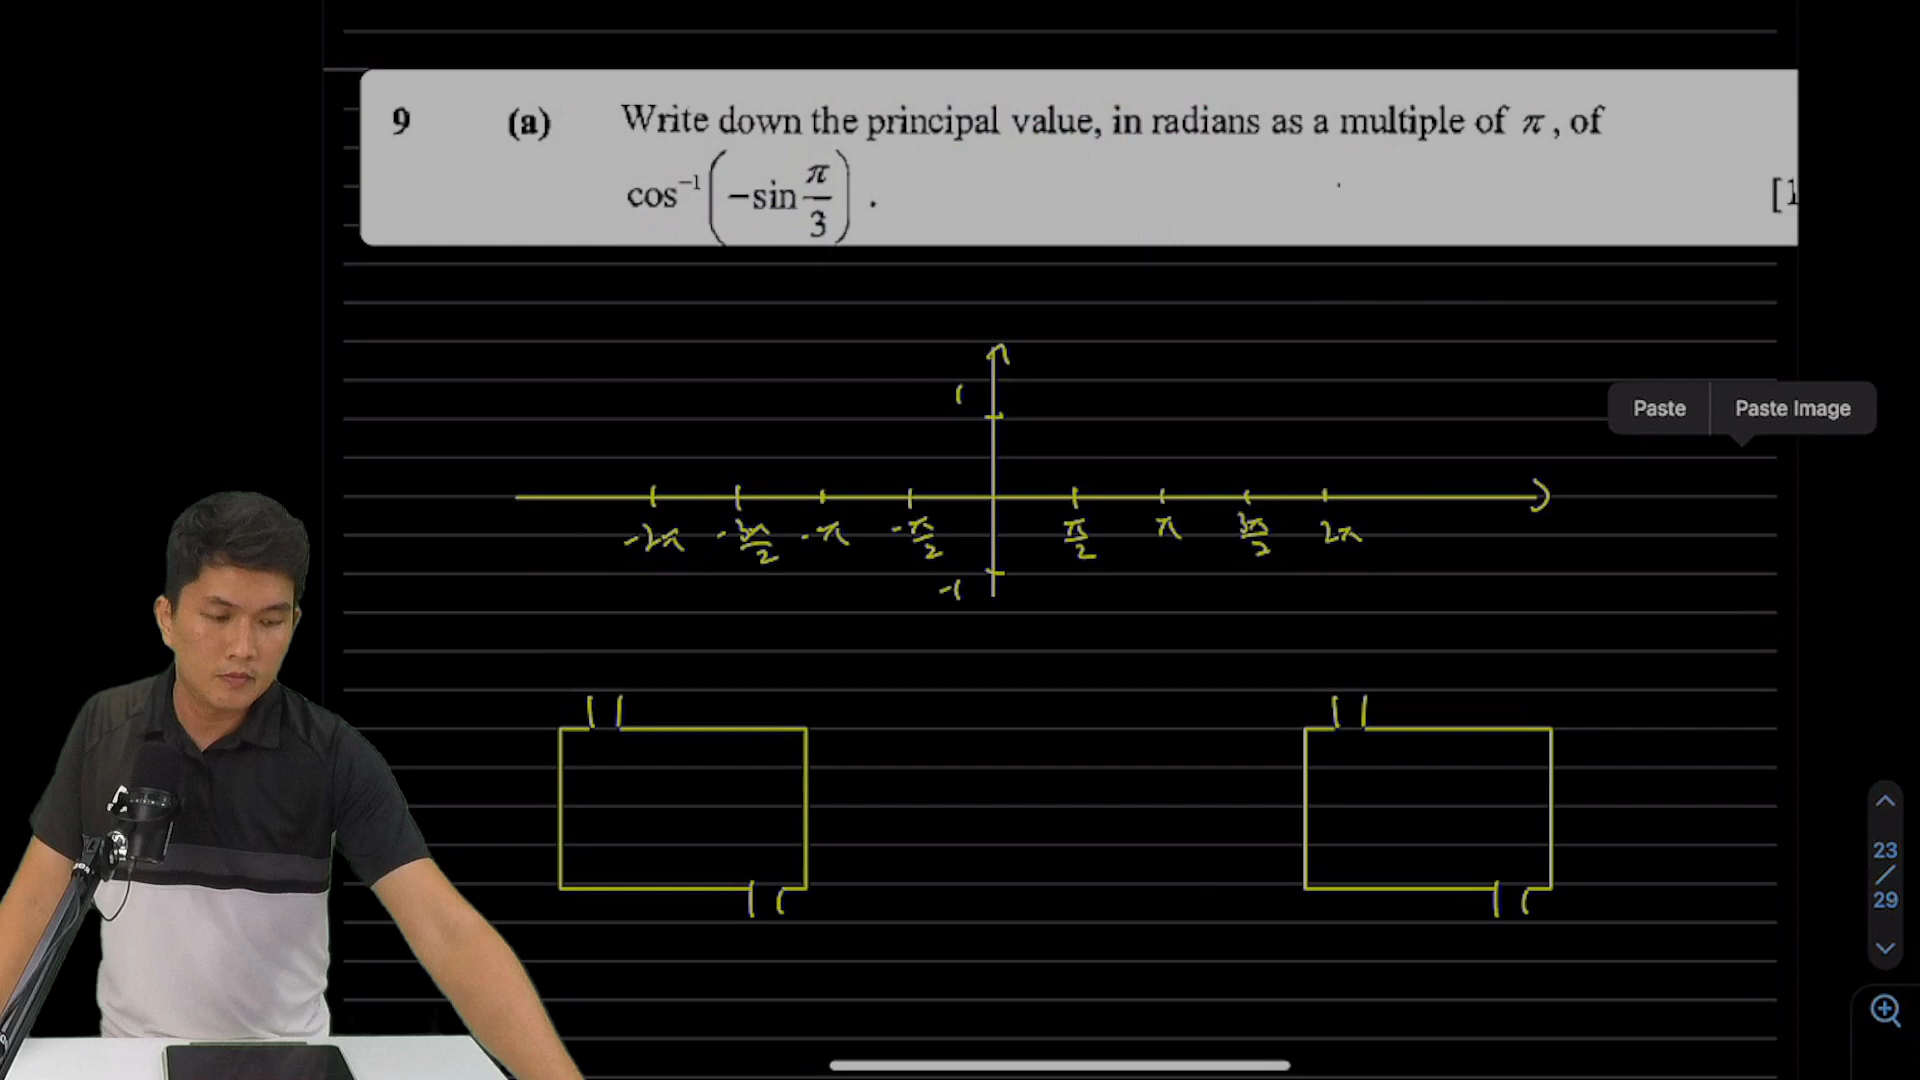 9 (a) Write down the principal value, in radians as a multiple of π, of
cos⁻¹(−sin π/3). [1
1
Paste Paste Image
-2π -3π/2 -π -π/2 π/2 π 3π/2 2π
-1
23
/
29